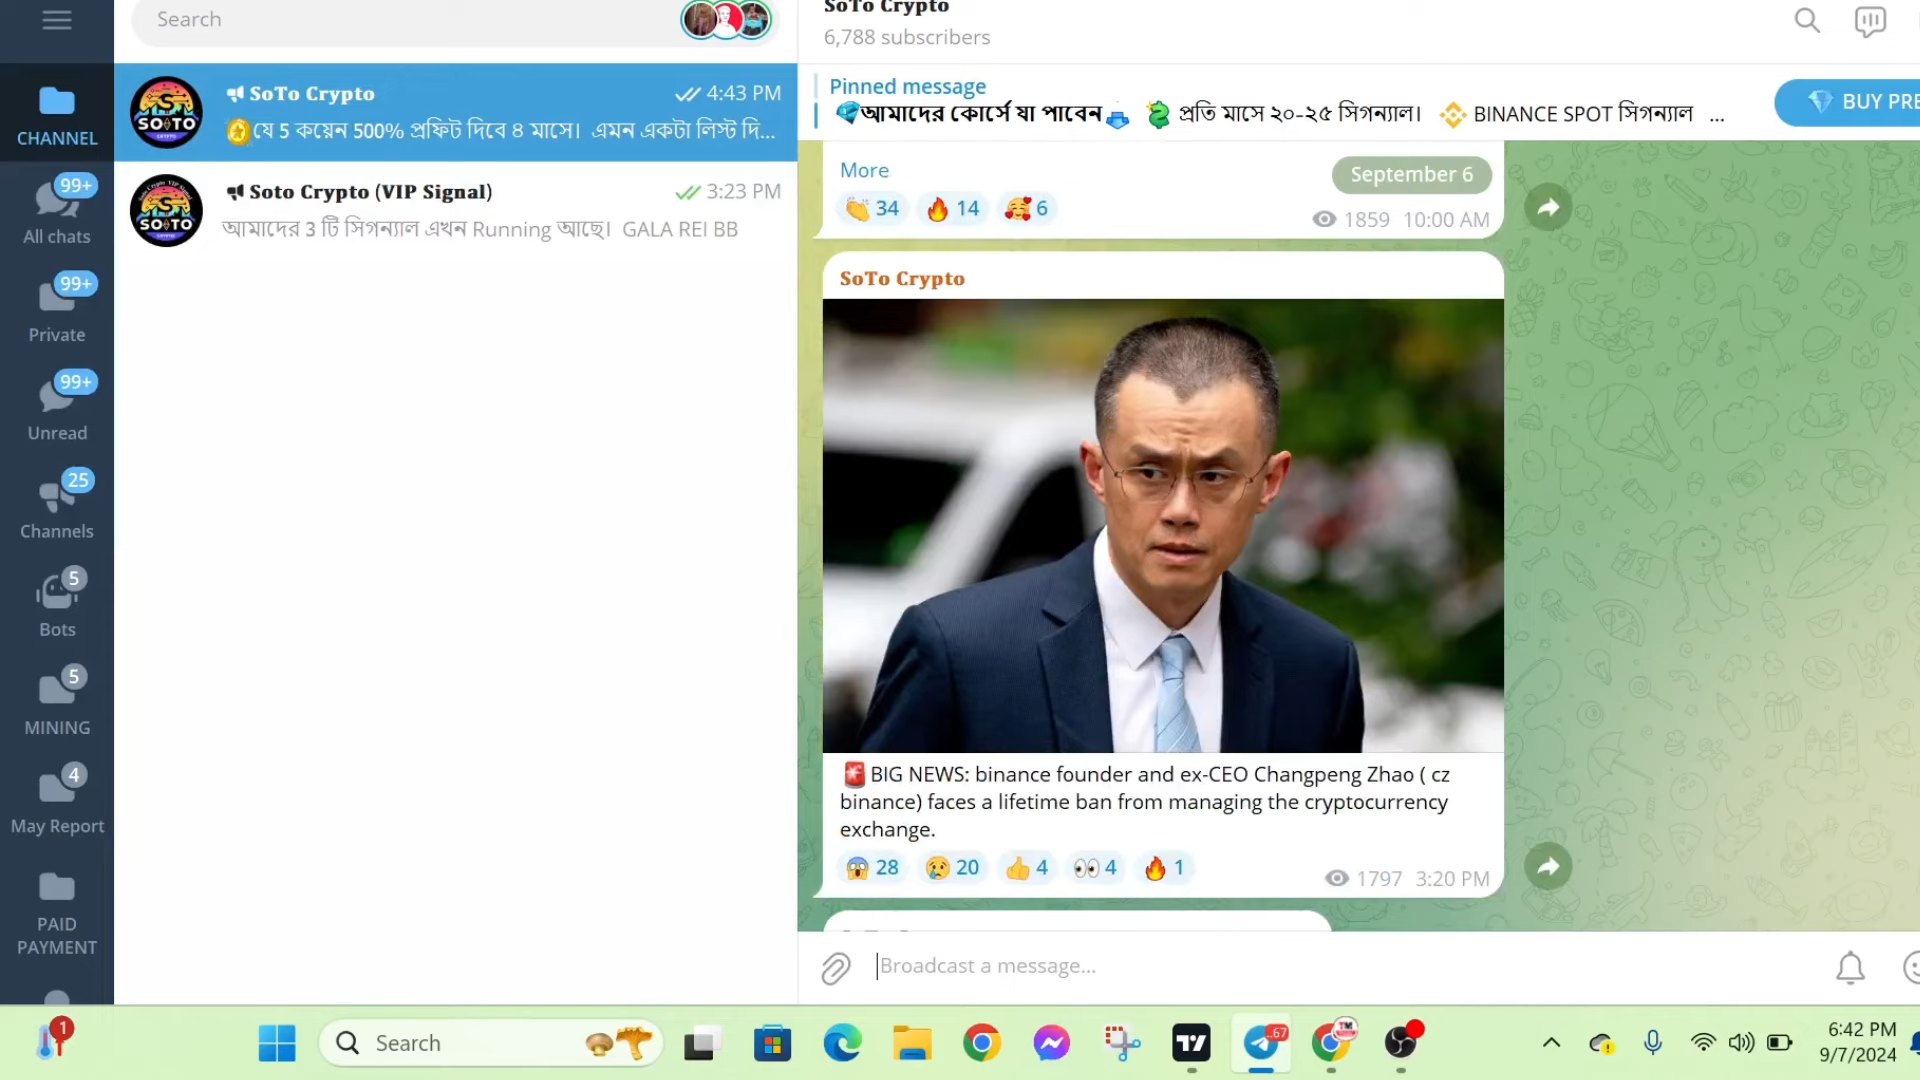 Search
SoTo Crypto
6,788 subscribers
CHANNEL
99+
All chats
99+
Private
99+
Unread
25
Channels
5
Bots
5
MINING
4
May Report
PAID
PAYMENT
SoTo Crypto
4:43 PM
যে 5 কয়েন 500% প্রফিট দিবে ৪ মাসে। এমন একটা লিস্ট দি...
Soto Crypto (VIP Signal)
3:23 PM
আমাদের 3 টি সিগন্যাল এখন Running আছে। GALA REI BB
SOTO
CRYPTO
SOTO
CRYPTO
Pinned message
আমাদের কোর্সে যা পাবেন প্রতি মাসে ২০-২৫ সিগন্যাল। BINANCE SPOT সিগন্যাল ...
BUY PRE
More
September 6
34 14 6
1859 10:00 AM
SoTo Crypto
BIG NEWS: binance founder and ex-CEO Changpeng Zhao ( cz
binance) faces a lifetime ban from managing the cryptocurrency
exchange.
28 20 4 4 1
1797 3:20 PM
Broadcast a message...
1
Search
..67
TM
6:42 PM
9/7/2024